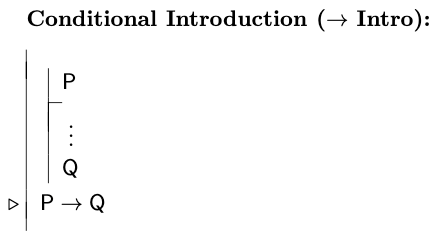 Conditional Introduction (→ Intro):
P
⋮
Q
▷ P → Q